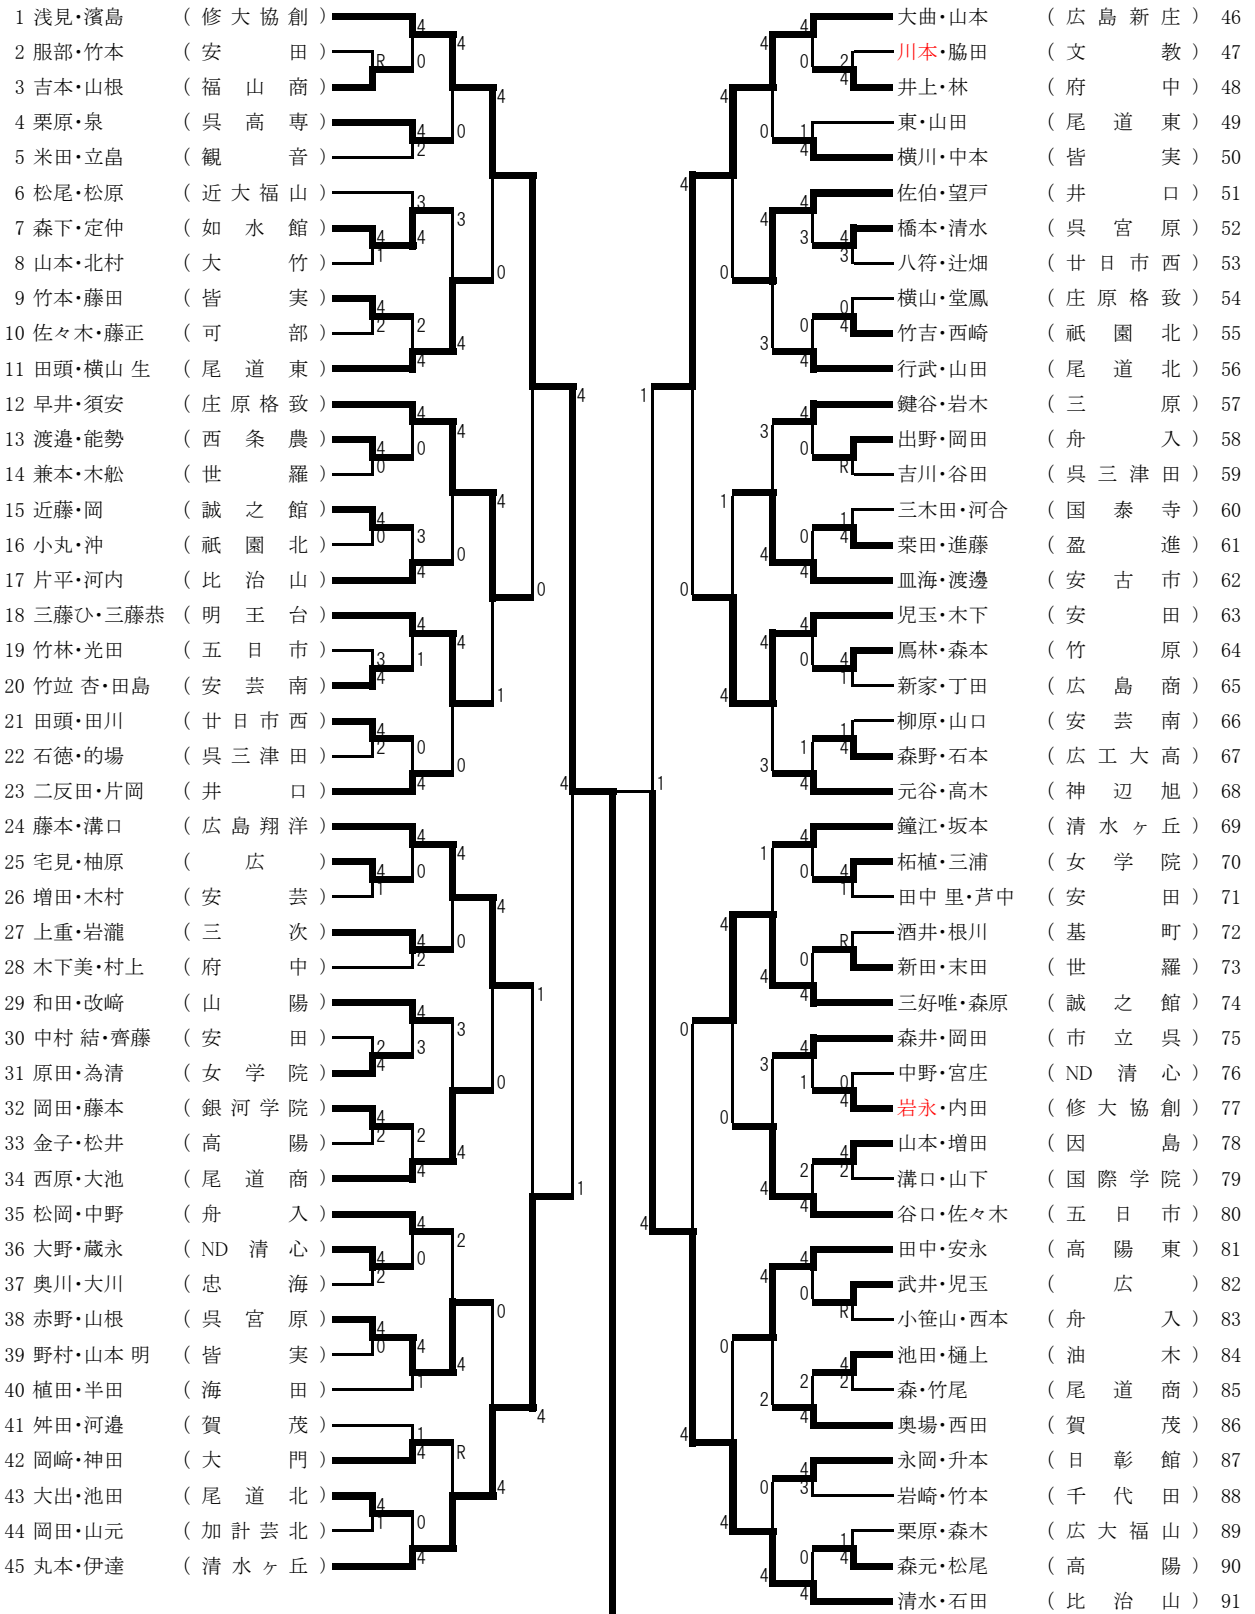 1 浅見・濱島 ( 修 大 協 創 )
2 服部・竹本 ( 安 田 )
3 吉本・山根 ( 福 山 商 )
4 栗原・泉 ( 呉 高 専 )
5 米田・立畠 ( 観 音 )
6 松尾・松原 ( 近 大 福 山 )
7 森下・定仲 ( 如 水 館 )
8 山本・北村 ( 大 竹 )
9 竹本・藤田 ( 皆 実 )
10 佐々木・藤正 ( 可 部 )
11 田頭・横山 生 ( 尾 道 東 )
12 早井・須安 ( 庄 原 格 致 )
13 渡邉・能勢 ( 西 条 農 )
14 兼本・木舩 ( 世 羅 )
15 近藤・岡 ( 誠 之 館 )
16 小丸・沖 ( 祇 園 北 )
17 片平・河内 ( 比 治 山 )
18 三藤ひ・三藤恭 ( 明 王 台 )
19 竹林・光田 ( 五 日 市 )
20 竹竝 杏・田島 ( 安 芸 南 )
21 田頭・田川 ( 廿 日 市 西 )
22 石徳・的場 ( 呉 三 津 田 )
23 二反田・片岡 ( 井 口 )
24 藤本・溝口 ( 広 島 翔 洋 )
25 宅見・柚原 ( 広 )
26 増田・木村 ( 安 芸 )
27 上重・岩瀧 ( 三 次 )
28 木下美・村上 ( 府 中 )
29 和田・改﨑 ( 山 陽 )
30 中村 結・齊藤 ( 安 田 )
31 原田・為清 ( 女 学 院 )
32 岡田・藤本 ( 銀 河 学 院 )
33 金子・松井 ( 高 陽 )
34 西原・大池 ( 尾 道 商 )
35 松岡・中野 ( 舟 入 )
36 大野・蔵永 ( ND 清 心 )
37 奥川・大川 ( 忠 海 )
38 赤野・山根 ( 呉 宮 原 )
39 野村・山本 明 ( 皆 実 )
40 植田・半田 ( 海 田 )
41 舛田・河邉 ( 賀 茂 )
42 岡﨑・神田 ( 大 門 )
43 大出・池田 ( 尾 道 北 )
44 岡田・山元 ( 加 計 芸 北 )
45 丸本・伊達 ( 清 水 ヶ 丘 )
大曲・山本 ( 広 島 新 庄 ) 46
川本・脇田 ( 文 教 ) 47
井上・林 ( 府 中 ) 48
東・山田 ( 尾 道 東 ) 49
横川・中本 ( 皆 実 ) 50
佐伯・望戸 ( 井 口 ) 51
橋本・清水 ( 呉 宮 原 ) 52
八符・辻畑 ( 廿 日 市 西 ) 53
横山・堂鳳 ( 庄 原 格 致 ) 54
竹吉・西崎 ( 祇 園 北 ) 55
行武・山田 ( 尾 道 北 ) 56
鍵谷・岩木 ( 三 原 ) 57
出野・岡田 ( 舟 入 ) 58
吉川・谷田 ( 呉 三 津 田 ) 59
三木田・河合 ( 国 泰 寺 ) 60
桒田・進藤 ( 盈 進 ) 61
皿海・渡邊 ( 安 古 市 ) 62
児玉・木下 ( 安 田 ) 63
鳫林・森本 ( 竹 原 ) 64
新家・丁田 ( 広 島 商 ) 65
柳原・山口 ( 安 芸 南 ) 66
森野・石本 ( 広 工 大 高 ) 67
元谷・高木 ( 神 辺 旭 ) 68
鐘江・坂本 ( 清 水 ヶ 丘 ) 69
柘植・三浦 ( 女 学 院 ) 70
田中 里・芦中 ( 安 田 ) 71
酒井・根川 ( 基 町 ) 72
新田・末田 ( 世 羅 ) 73
三好唯・森原 ( 誠 之 館 ) 74
森井・岡田 ( 市 立 呉 ) 75
中野・宮庄 ( ND 清 心 ) 76
岩永・内田 ( 修 大 協 創 ) 77
山本・増田 ( 因 島 ) 78
溝口・山下 ( 国 際 学 院 ) 79
谷口・佐々木 ( 五 日 市 ) 80
田中・安永 ( 高 陽 東 ) 81
武井・児玉 ( 広 ) 82
小笹山・西本 ( 舟 入 ) 83
池田・樋上 ( 油 木 ) 84
森・竹尾 ( 尾 道 商 ) 85
奥場・西田 ( 賀 茂 ) 86
永岡・升本 ( 日 彰 館 ) 87
岩崎・竹本 ( 千 代 田 ) 88
栗原・森木 ( 広 大 福 山 ) 89
森元・松尾 ( 高 陽 ) 90
清水・石田 ( 比 治 山 ) 91